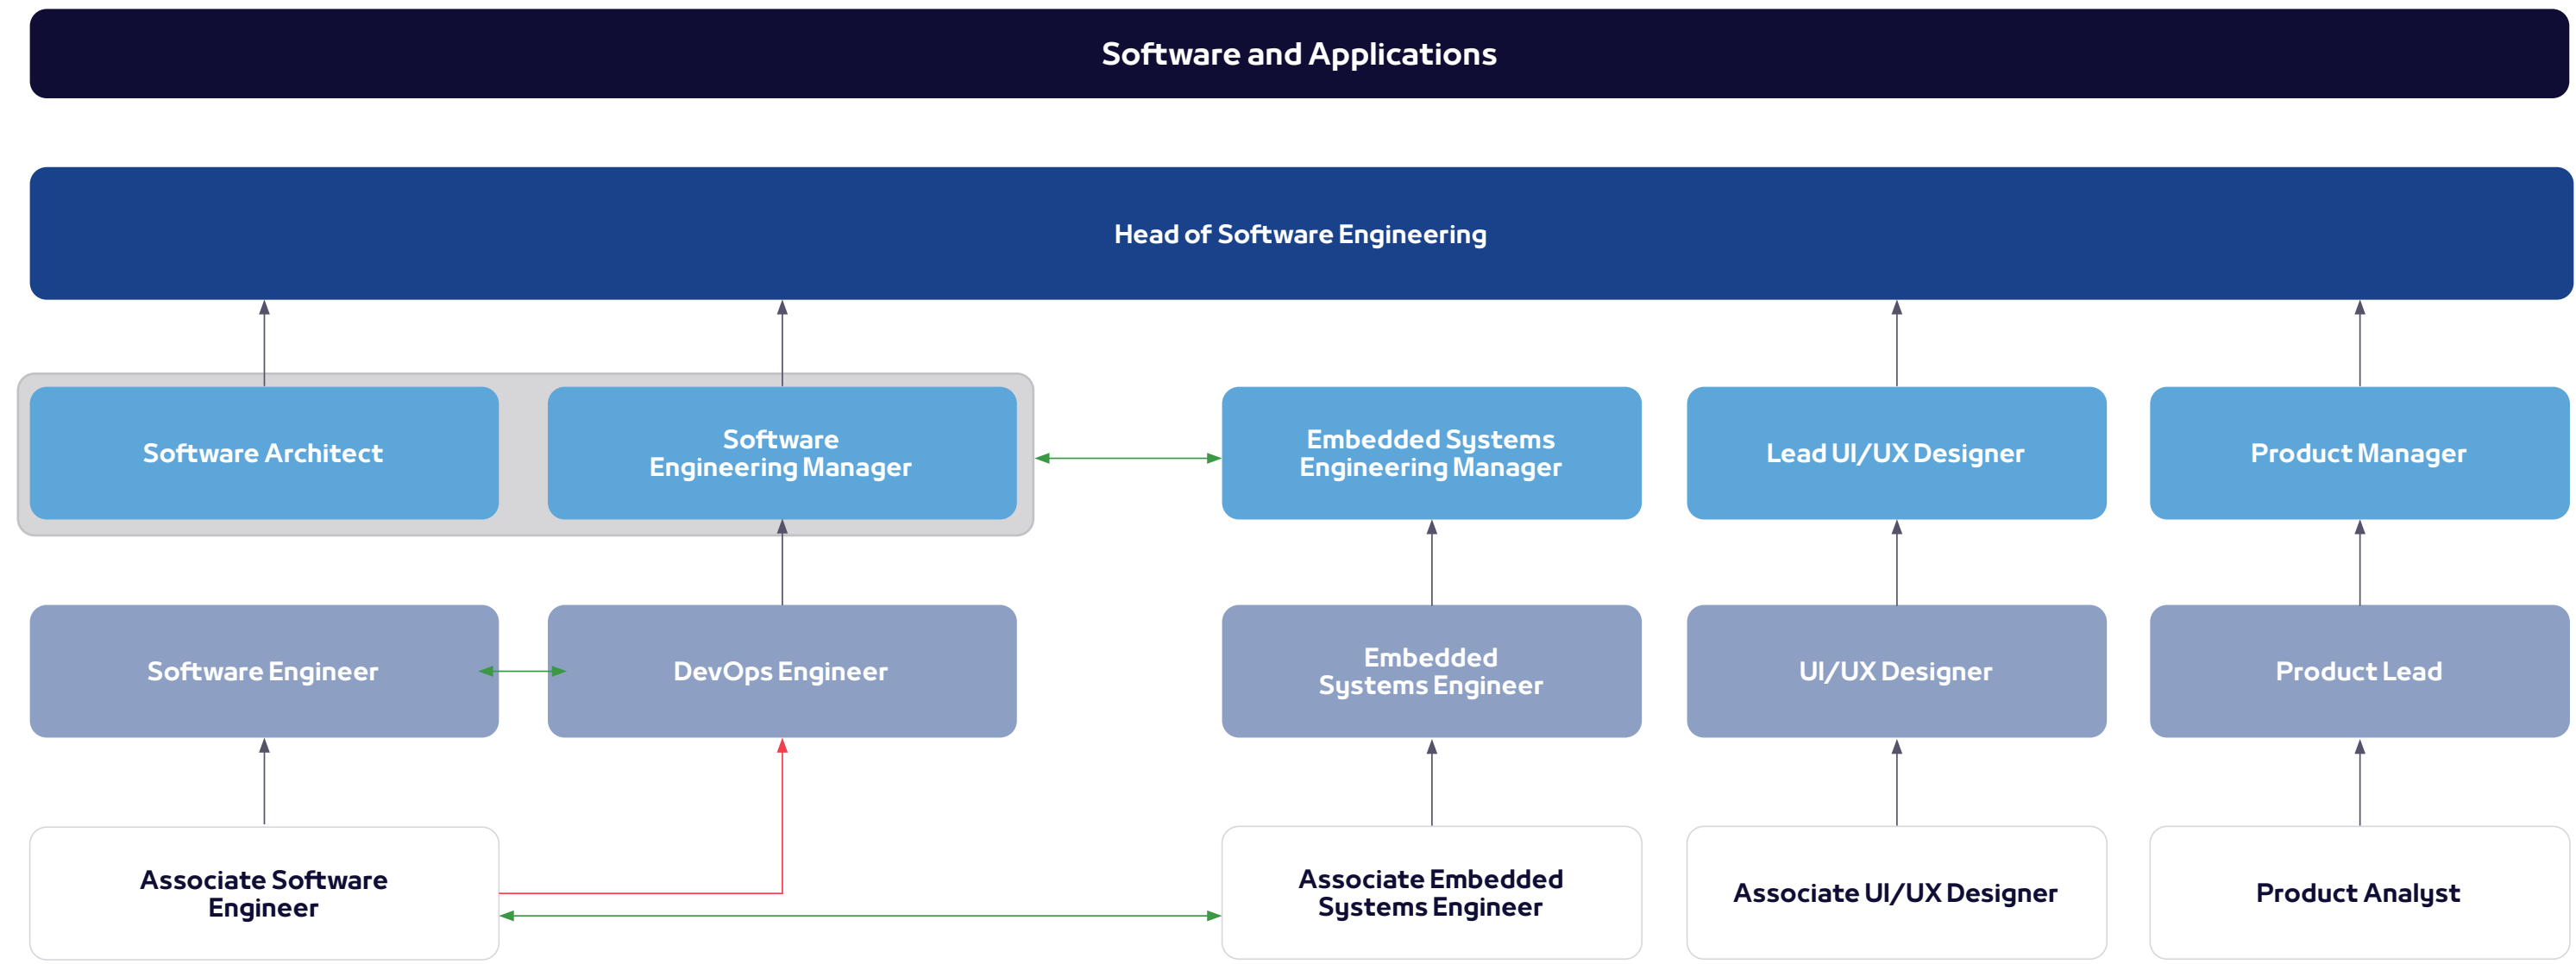 Software and Applications
Head of Software Engineering
Software Architect
Software
Engineering Manager
Embedded Systems
Engineering Manager
Lead UI/UX Designer
Product Manager
Software Engineer
DevOps Engineer
Embedded
Systems Engineer
UI/UX Designer
Product Lead
Associate Software
Engineer
Associate Embedded
Systems Engineer
Associate UI/UX Designer
Product Analyst